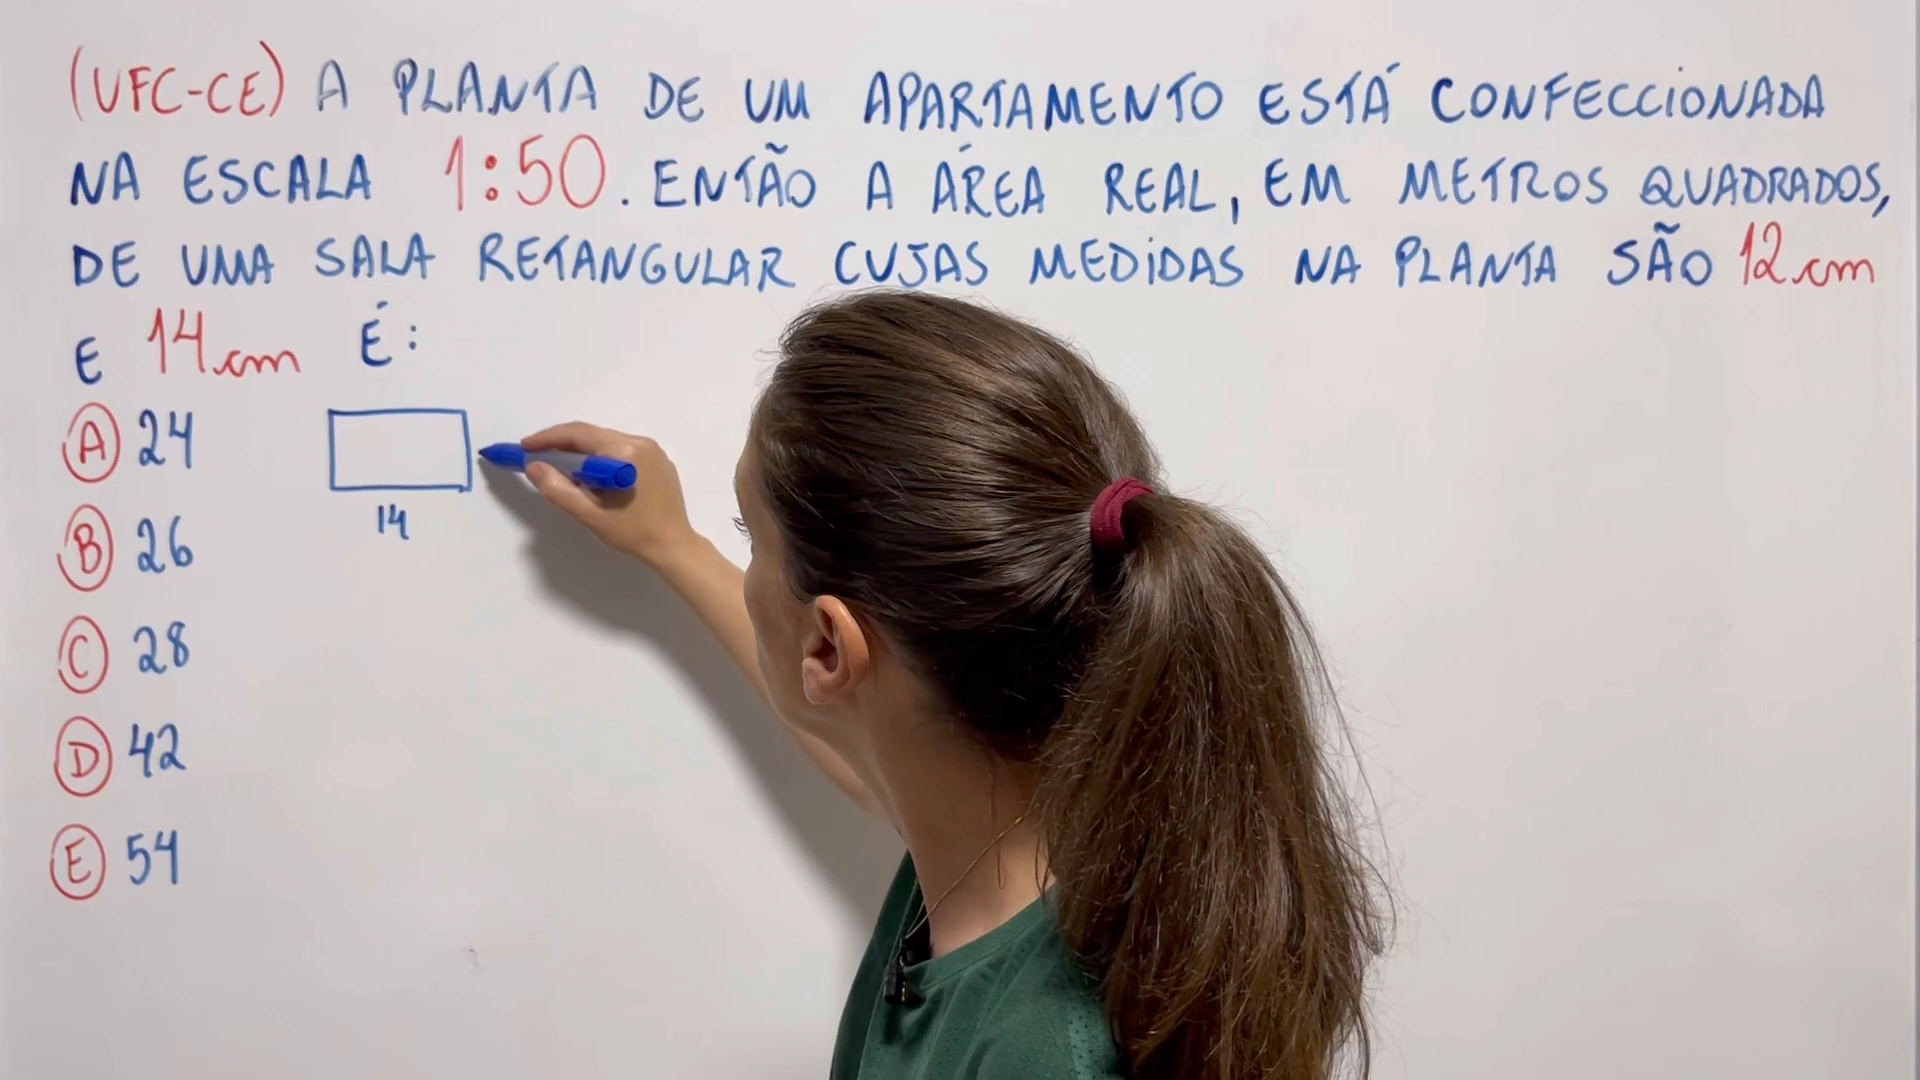 (UFC-CE) A PLANTA DE UM APARTAMENTO ESTÁ CONFECCIONADA
NA ESCALA 1:50. ENTÃO A ÁREA REAL, EM METROS QUADRADOS,
DE UMA SALA RETANGULAR CUJAS MEDIDAS NA PLANTA SÃO 12cm
E 14cm É:
A 24
B 26
C 28
D 42
E 54
14